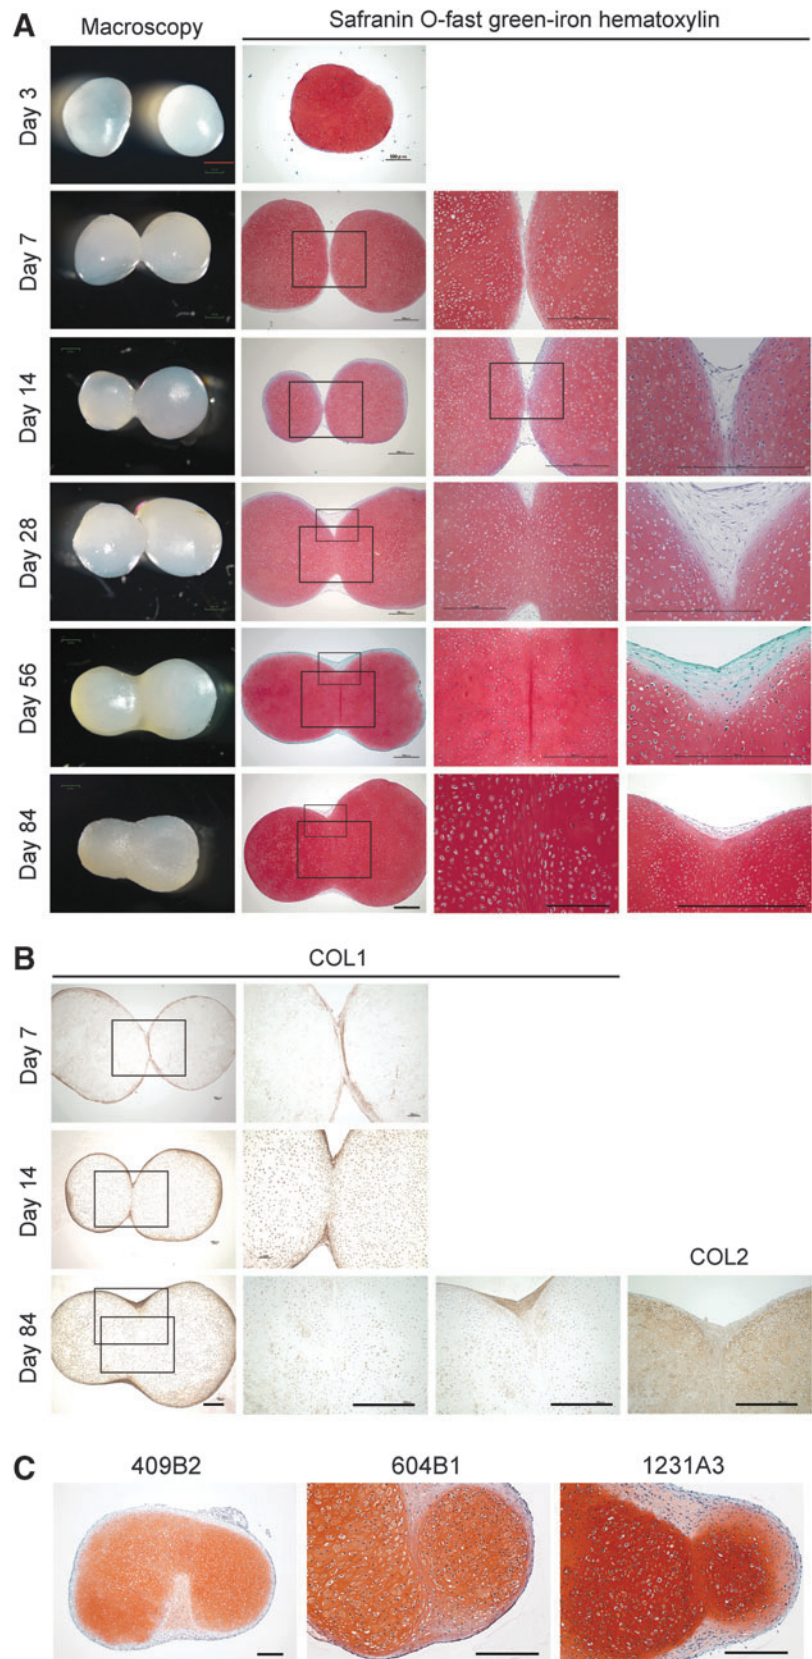 A
Macroscopy
Safranin O-fast green-iron hematoxylin
Day 3
Day 7
Day 14
Day 28
Day 56
Day 84
B
COL1
Day 7
Day 14
COL2
Day 84
C
409B2
604B1
1231A3